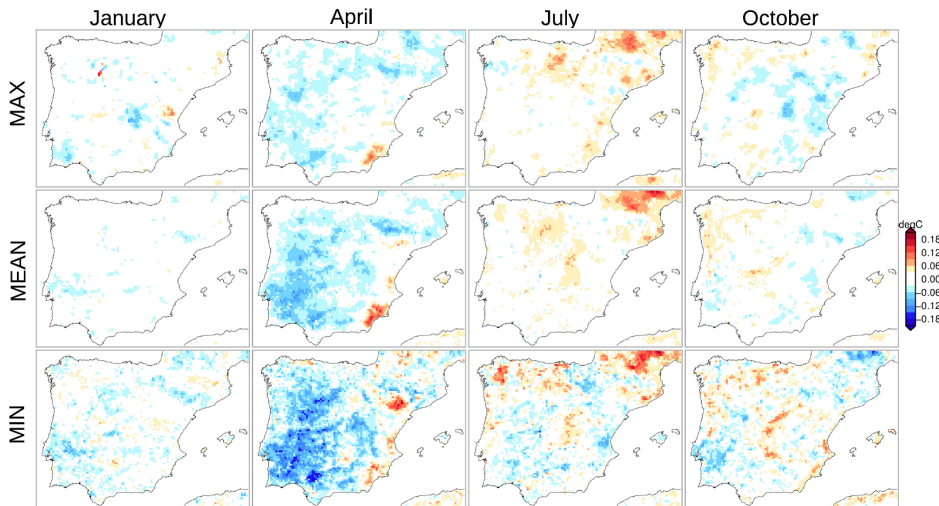 January April July October
MAX
MEAN
degC
0.18
0.12
0.06
0.00
-0.06
-0.12
-0.18
MIN